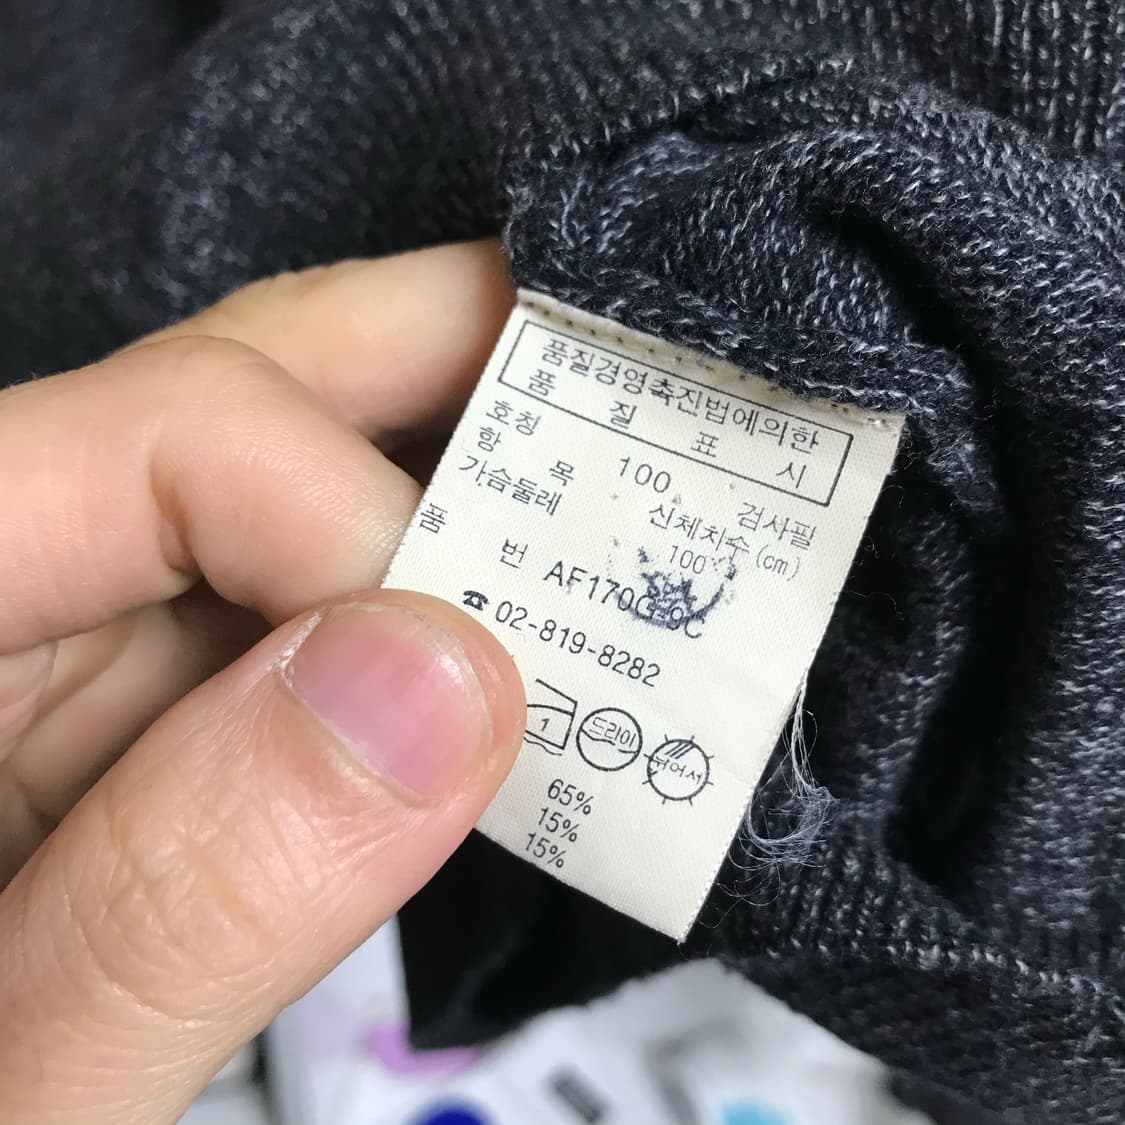 품질경영촉진법에의한
품 질 표 시
호칭 100 검사필
항 목 신체치수(cm)
가슴둘레 100
품 번 AF170G-9C
☎ 02-819-8282
1 드라이 뉘어서
65%
15%
15%